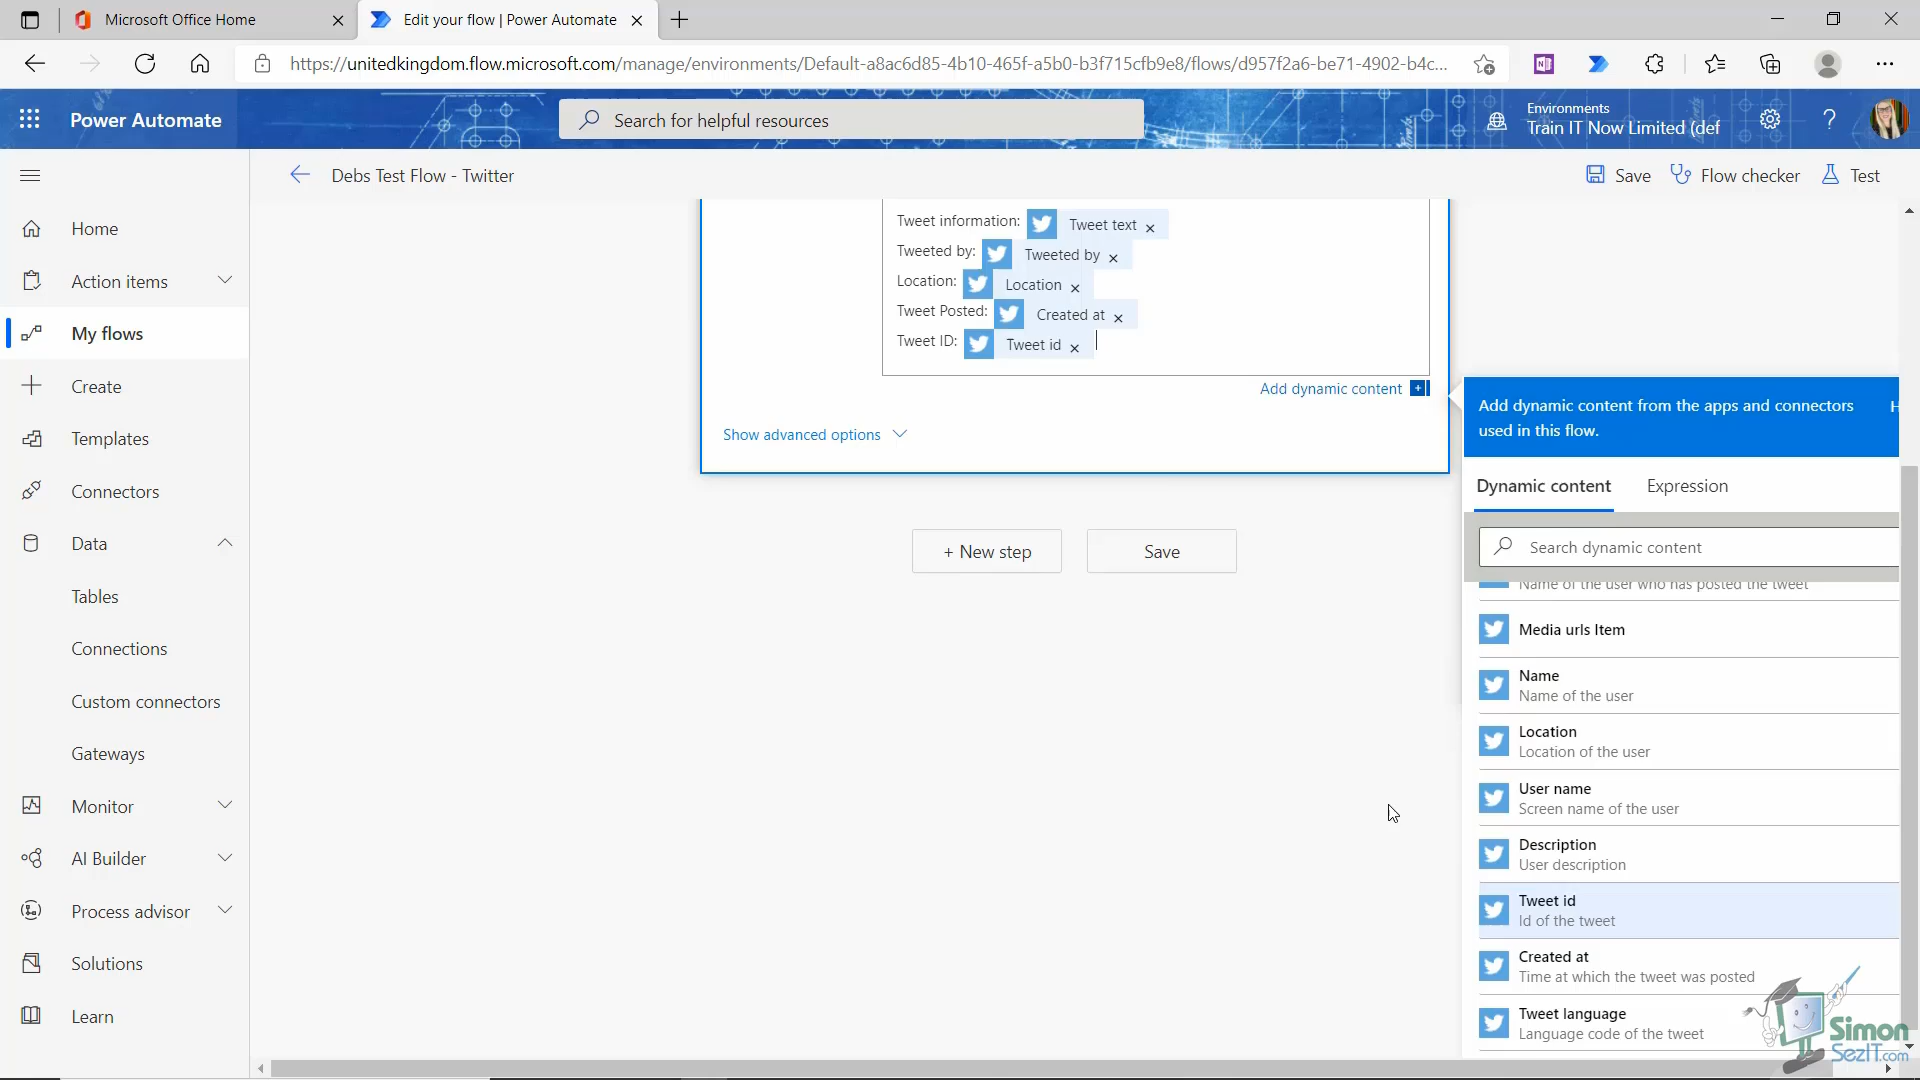 Microsoft Office Home
Edit your flow | Power Automate
https://unitedkingdom.flow.microsoft.com/manage/environments/Default-a8ac6d85-4b10-465f-a5b0-b3f715cfb9e8/flows/d957f2a6-be71-4902-b4c...
Power Automate
Search for helpful resources
Environments
Train IT Now Limited (def
Debs Test Flow - Twitter
Save
Flow checker
Test
Home
Action items
My flows
Create
Templates
Connectors
Data
Tables
Connections
Custom connectors
Gateways
Monitor
AI Builder
Process advisor
Solutions
Learn
Tweet information: Tweet text
Tweeted by: Tweeted by
Location: Location
Tweet Posted: Created at
Tweet ID: Tweet id
Add dynamic content
Show advanced options
+ New step
Save
Add dynamic content from the apps and connectors
used in this flow.
Dynamic content
Expression
Search dynamic content
Name of the user who has posted the tweet
Media urls Item
Name
Name of the user
Location
Location of the user
User name
Screen name of the user
Description
User description
Tweet id
Id of the tweet
Created at
Time at which the tweet was posted
Tweet language
Language code of the tweet
Simon
SezIT.com